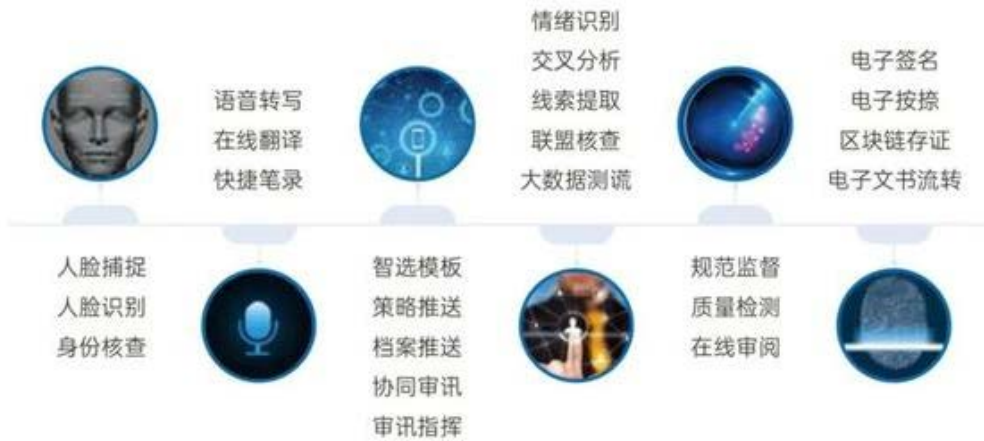 语音转写
在线翻译
快捷笔录
情绪识别
交叉分析
线索提取
联盟核查
大数据测谎
电子签名
电子按捺
区块链存证
电子文书流转
人脸捕捉
人脸识别
身份核查
智选模板
策略推送
档案推送
协同审讯
审讯指挥
规范监督
质量检测
在线审阅